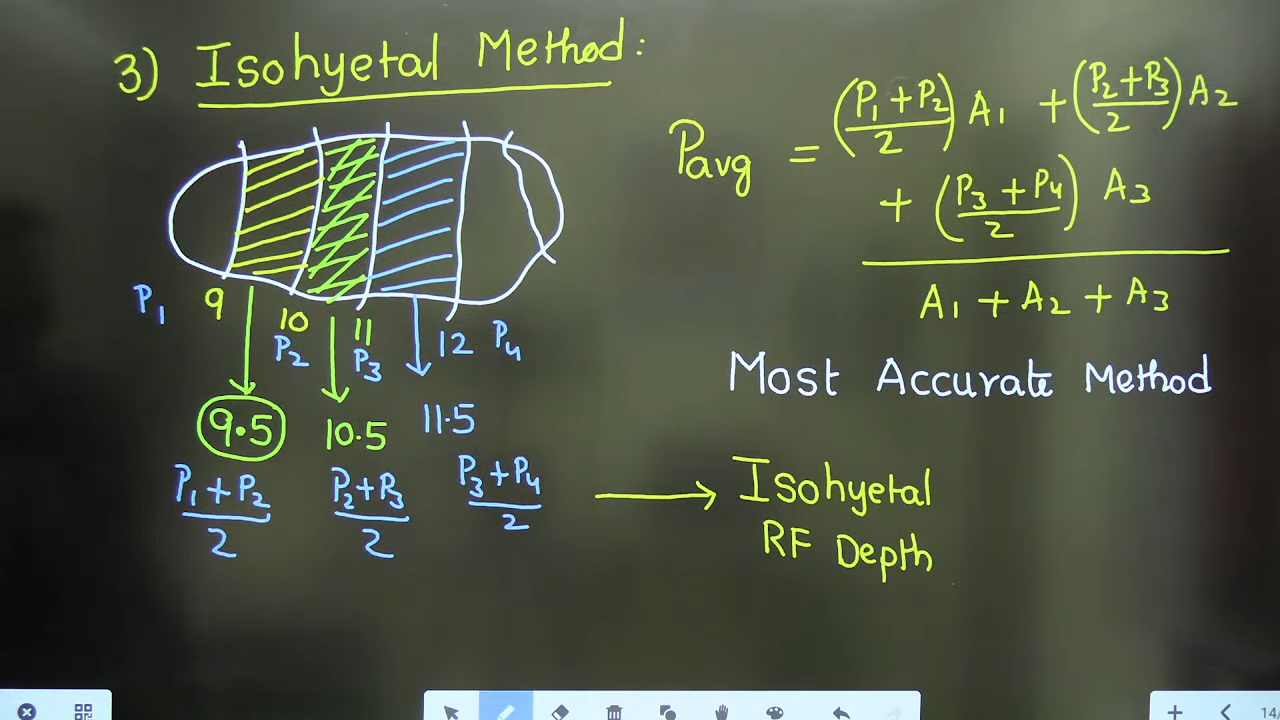 3) Isohyetal Method:
Pavg = (P1 + P2 / 2) A1 + (P2 + P3 / 2) A2
+ (P3 + P4 / 2) A3
A1 + A2 + A3
P1 9 10 11 12 P4
P2 P3
Most Accurate Method
9.5 10.5 11.5
P1 + P2 / 2 P2 + P3 / 2 P3 + P4 / 2
Isohyetal
RF Depth
14/